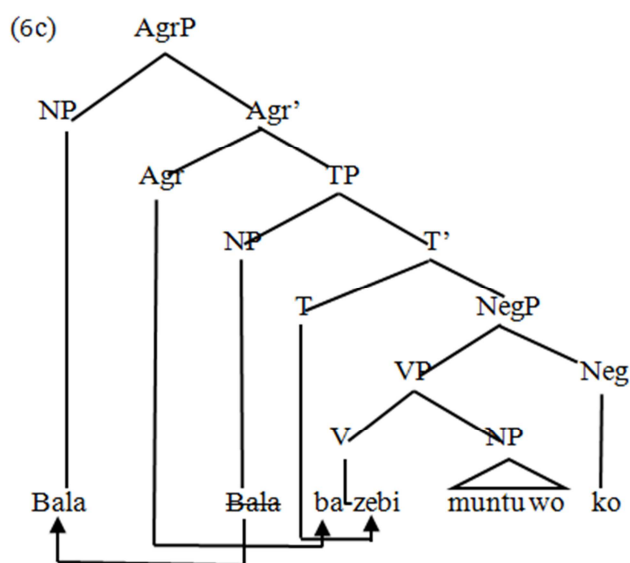 (6c) AgrP
NP Agr’
Agr TP
NP T’
T NegP
VP Neg
V NP
Bala Bala ba-zebi muntu wo ko